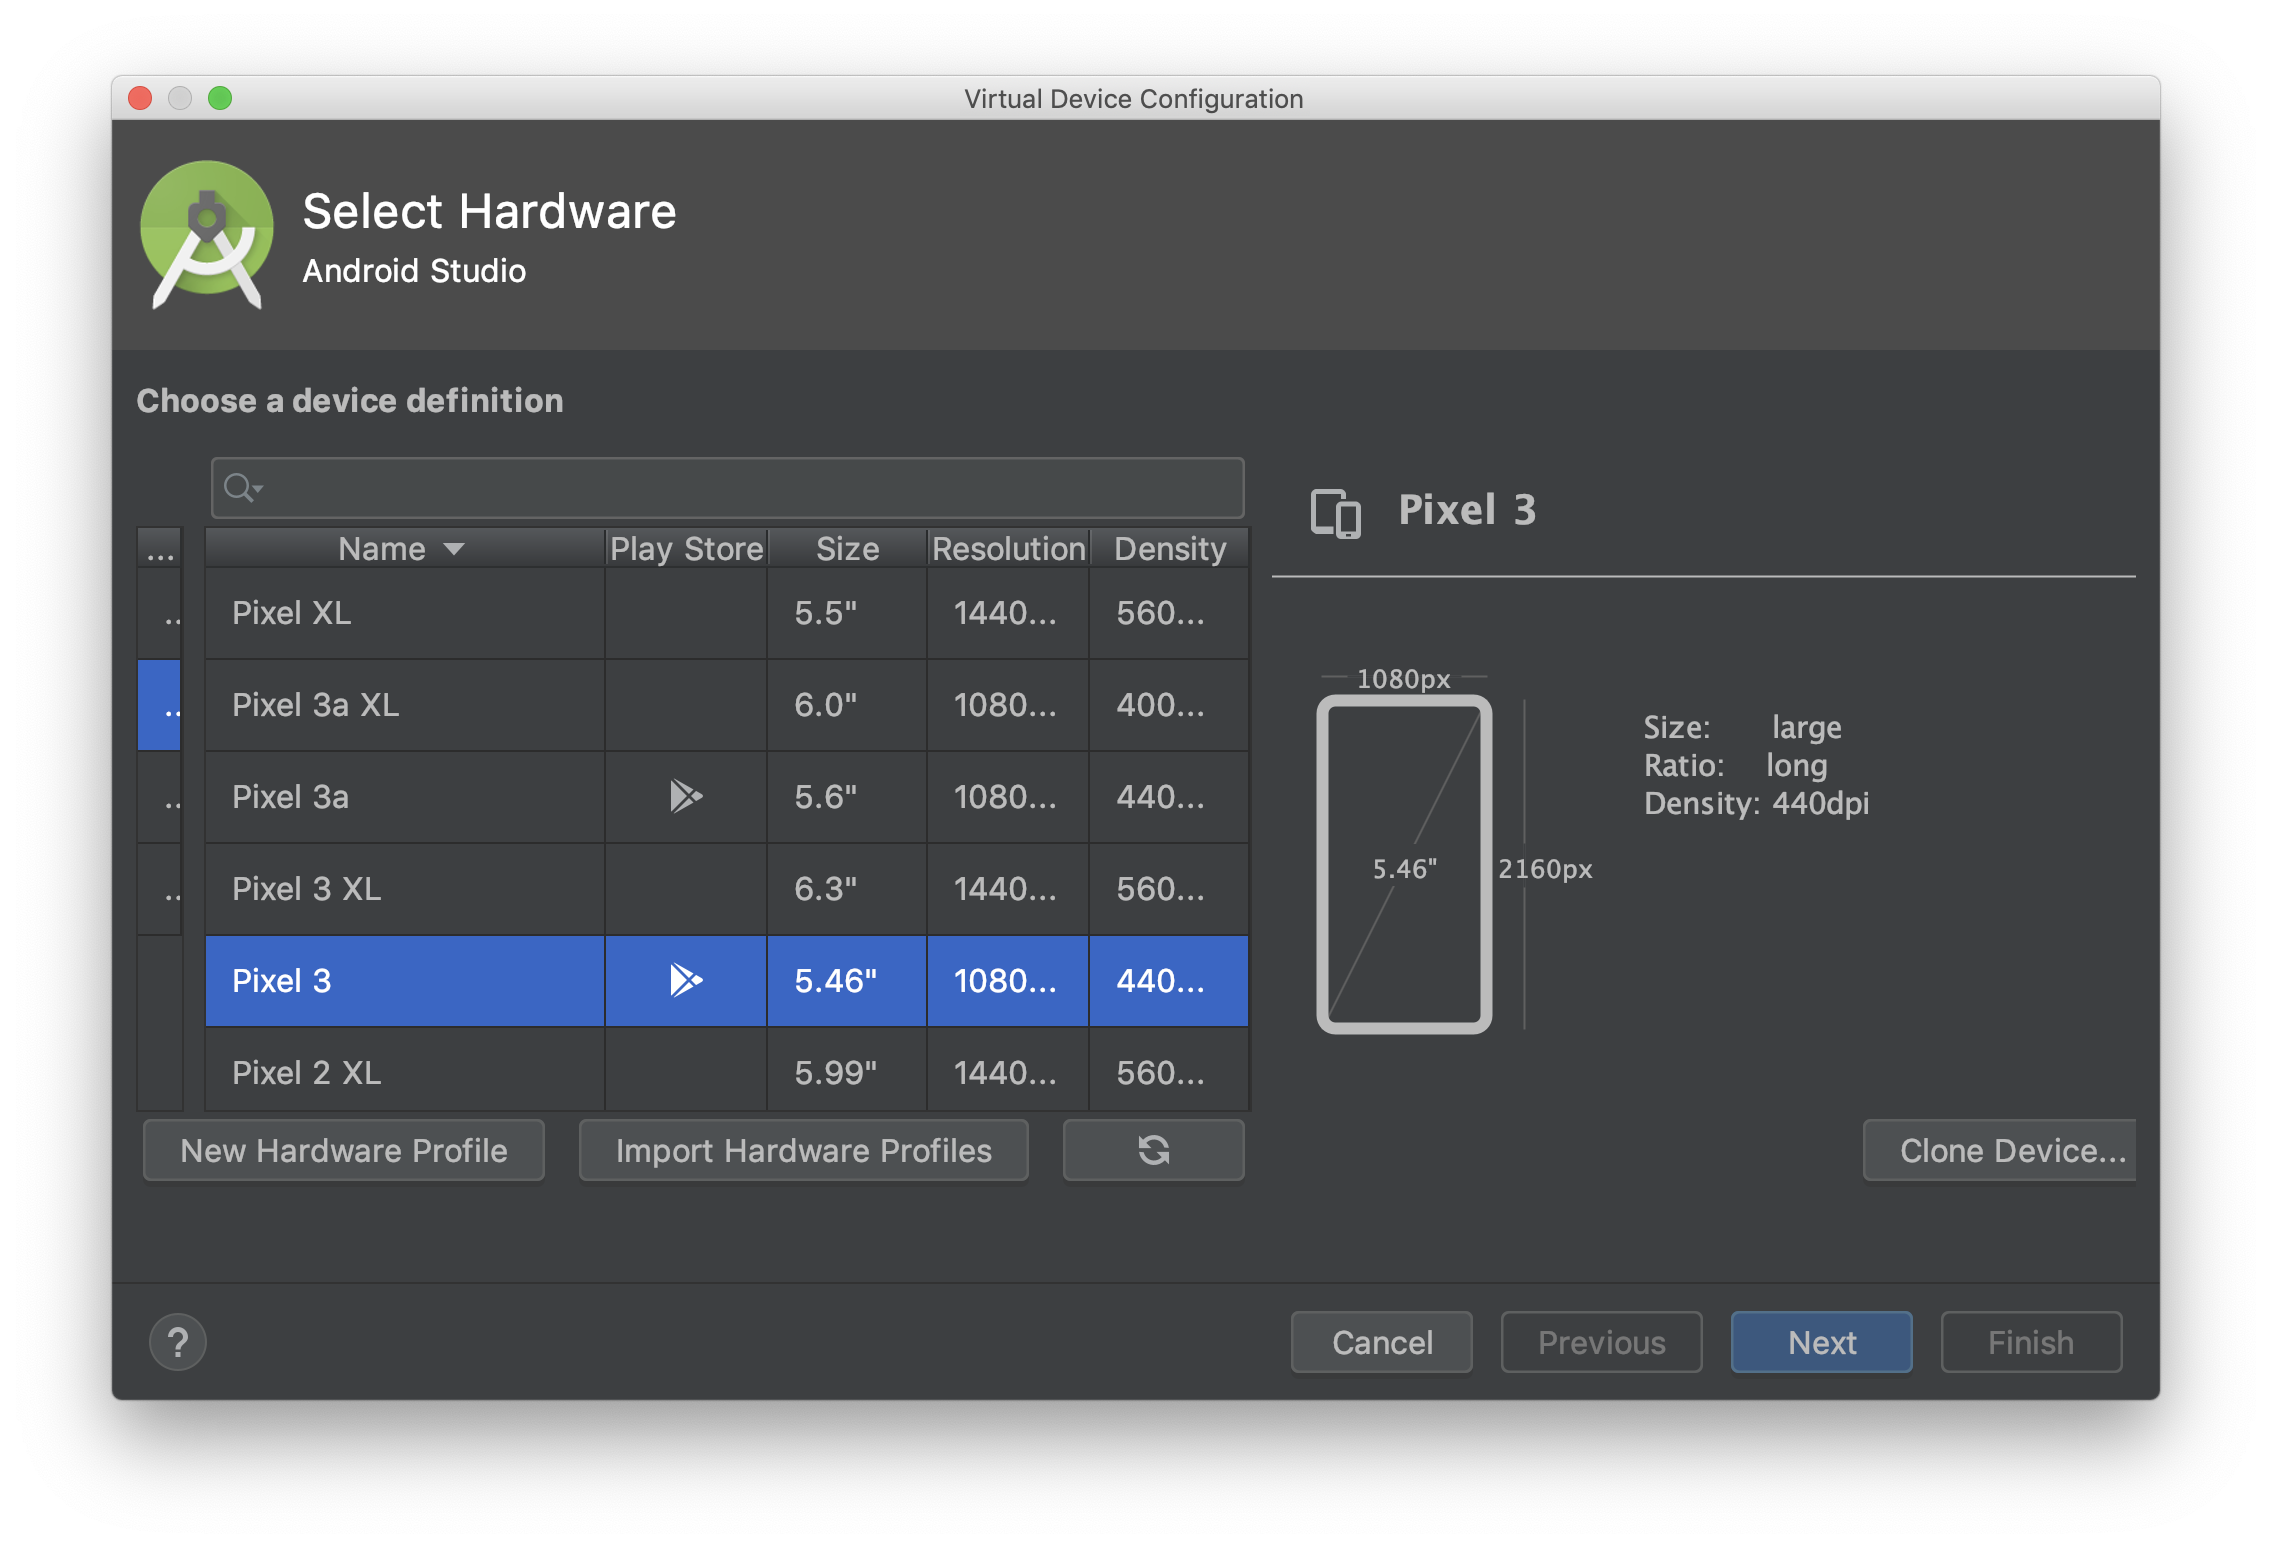 Virtual Device Configuration
Select Hardware
Android Studio
Choose a device definition
... Name Play Store Size Resolution Density
.. Pixel XL 5.5" 1440... 560...
.. Pixel 3a XL 6.0" 1080... 400...
.. Pixel 3a 5.6" 1080... 440...
.. Pixel 3 XL 6.3" 1440... 560...
Pixel 3 5.46" 1080... 440...
Pixel 2 XL 5.99" 1440... 560...
Pixel 3
1080px
5.46"
2160px
Size: large
Ratio: long
Density: 440dpi
New Hardware Profile Import Hardware Profiles Clone Device...
? Cancel Previous Next Finish